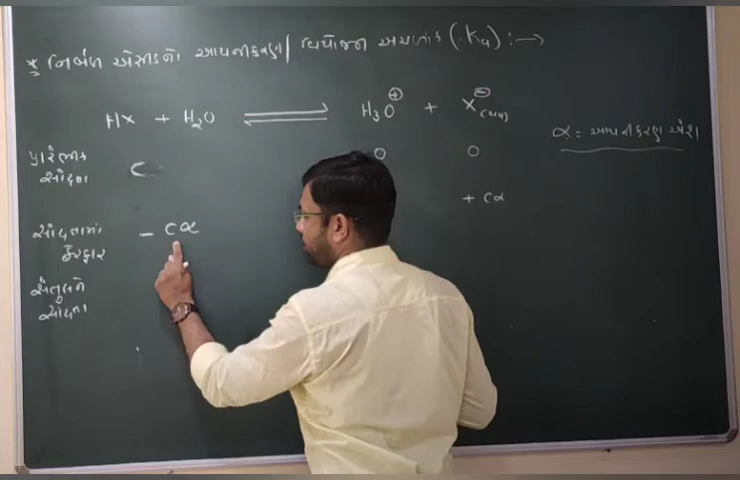 * નિર્બળ એસીડનો આયનીકરણ / વિયોજન અચળાંક (Ka) :→
HX + H₂O ⇌ H₃O⊕ + X⊖(aq)
α = આયનીકરણ અંશ
પ્રારંભિક સાંદ્રતા C 0 0
+ Cα
સાંદ્રતામાં ફેરફાર - Cα
સંતુલને સાંદ્રતા